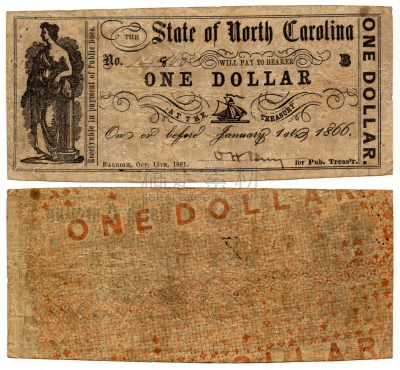 Receivable in payment of Public Dues.
THE State of North Carolina
No.
WILL PAY TO BEARER
B
ONE DOLLAR
AT THE TREASURY
On or before January 1st 1866.
RALEIGH, OCT. 15TH, 1861.
for Pub. Treas'r.
ONE DOLLAR.
ONE DOLLAR
DOLLAR